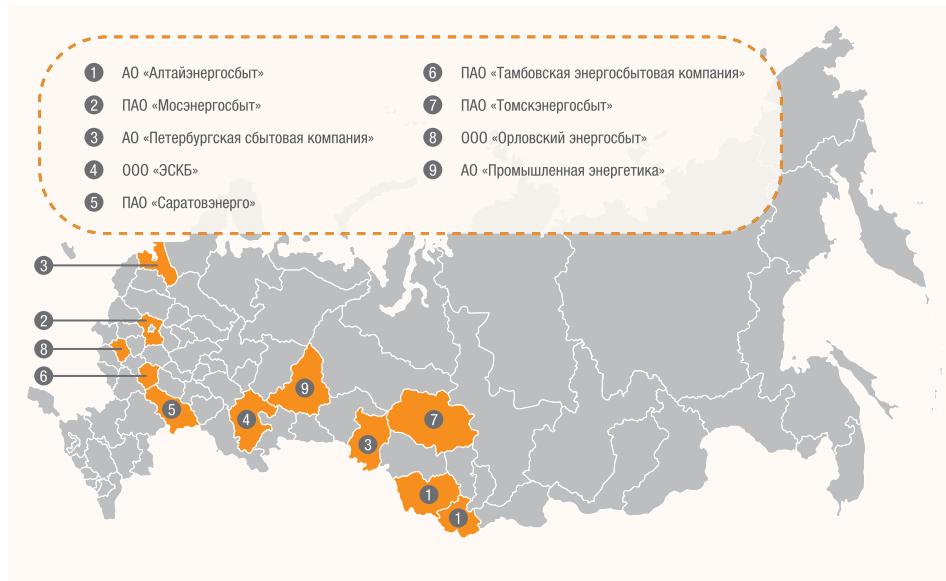 1 АО «Алтайэнергосбыт»
2 ПАО «Мосэнергосбыт»
3 АО «Петербургская сбытовая компания»
4 ООО «ЭСКБ»
5 ПАО «Саратовэнерго»
6 ПАО «Тамбовская энергосбытовая компания»
7 ПАО «Томскэнергосбыт»
8 ООО «Орловский энергосбыт»
9 АО «Промышленная энергетика»
3
2
8
6
5
4
9
3
7
1
1